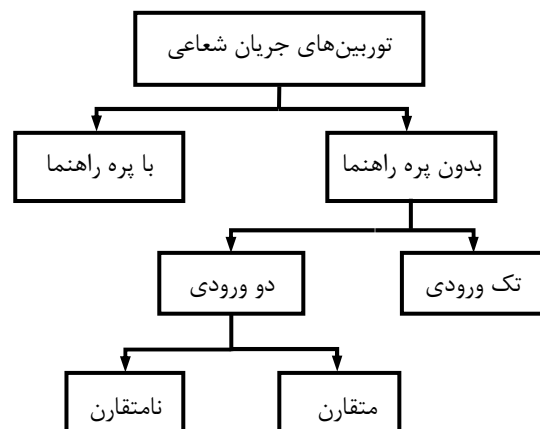 توربین‌های جریان شعاعی
بدون پره راهنما
با پره راهنما
تک ورودی
دو ورودی
متقارن
نامتقارن